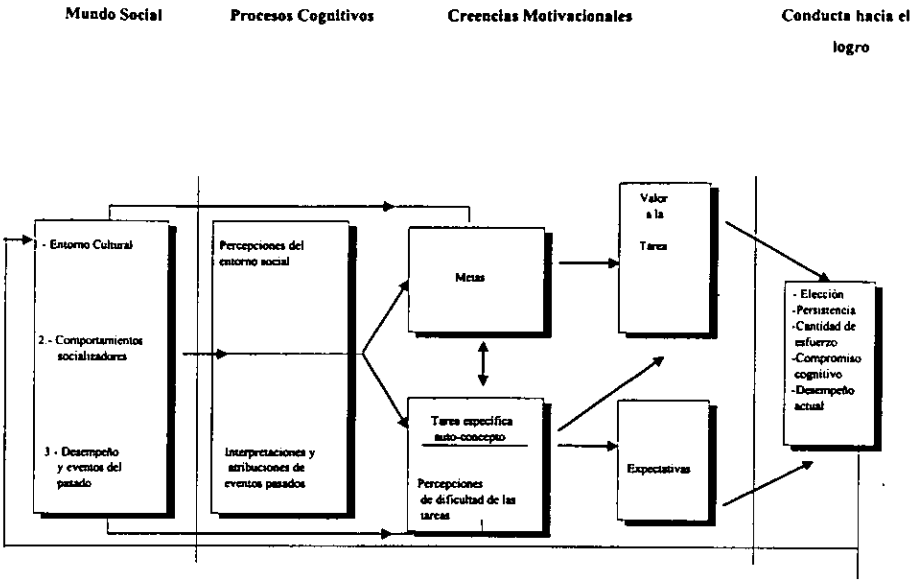 Mundo Social
Procesos Cognitivos
Creencias Motivacionales
Conducta hacia el
logro
- Entorno Cultural
2.- Comportamientos
socializadores
3 - Desempeño
y eventos del
pasado
Percepciones del
entorno social
Interpretaciones y
atribuciones de
eventos pasados
Metas
Tarea específica
auto-concepto
Percepciones
de dificultad de las
tareas
Valor
a la
Tarea
Expectativas
- Elección
-Persistencia
-Cantidad de
esfuerzo
-Compromiso
cognitivo
-Desempeño
actual